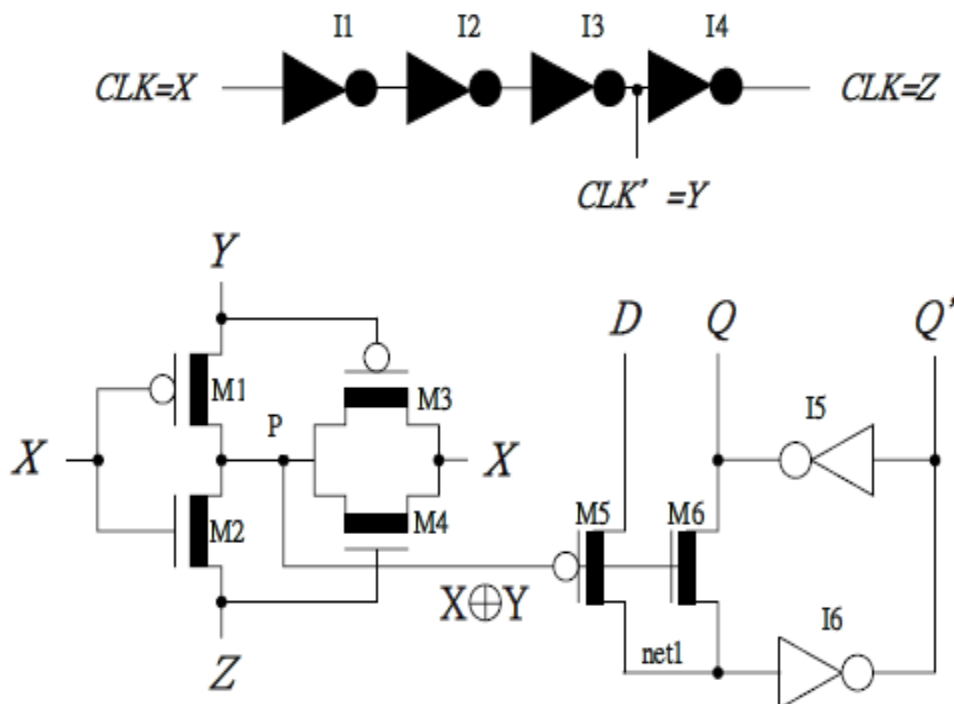 I1 I2 I3 I4
CLK=X CLK=Z
CLK' =Y
Y D Q Q'
M1 M3 I5
P
X X
M2 M4 M5 M6
X⊕Y I6
net1
Z